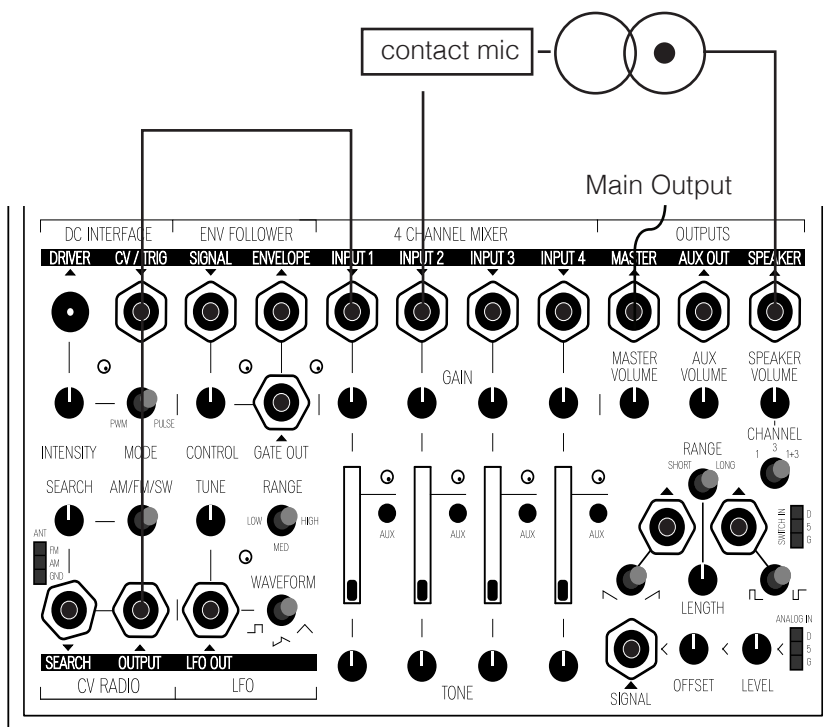 contact mic
Main Output
DC INTERFACE ENV FOLLOWER 4 CHANNEL MIXER OUTPUTS
DRIVER CV / TRIG SIGNAL ENVELOPE INPUT 1 INPUT 2 INPUT 3 INPUT 4 MASTER AUX OUT SPEAKER
MASTER VOLUME
AUX VOLUME
SPEAKER VOLUME
GAIN
PWM PULSE
INTENSITY MODE CONTROL GATE OUT
CHANNEL
1 3 1+3
RANGE
SHORT LONG
SEARCH AM/FM/SW TUNE RANGE
LOW HIGH
MED
AUX AUX AUX AUX
SWITCH IN
D
5
G
ANT
FM
AM
GND
WAVEFORM
LENGTH
ANALOG IN
D
5
G
SEARCH OUTPUT LFO OUT
CV RADIO LFO
TONE
SIGNAL OFFSET LEVEL